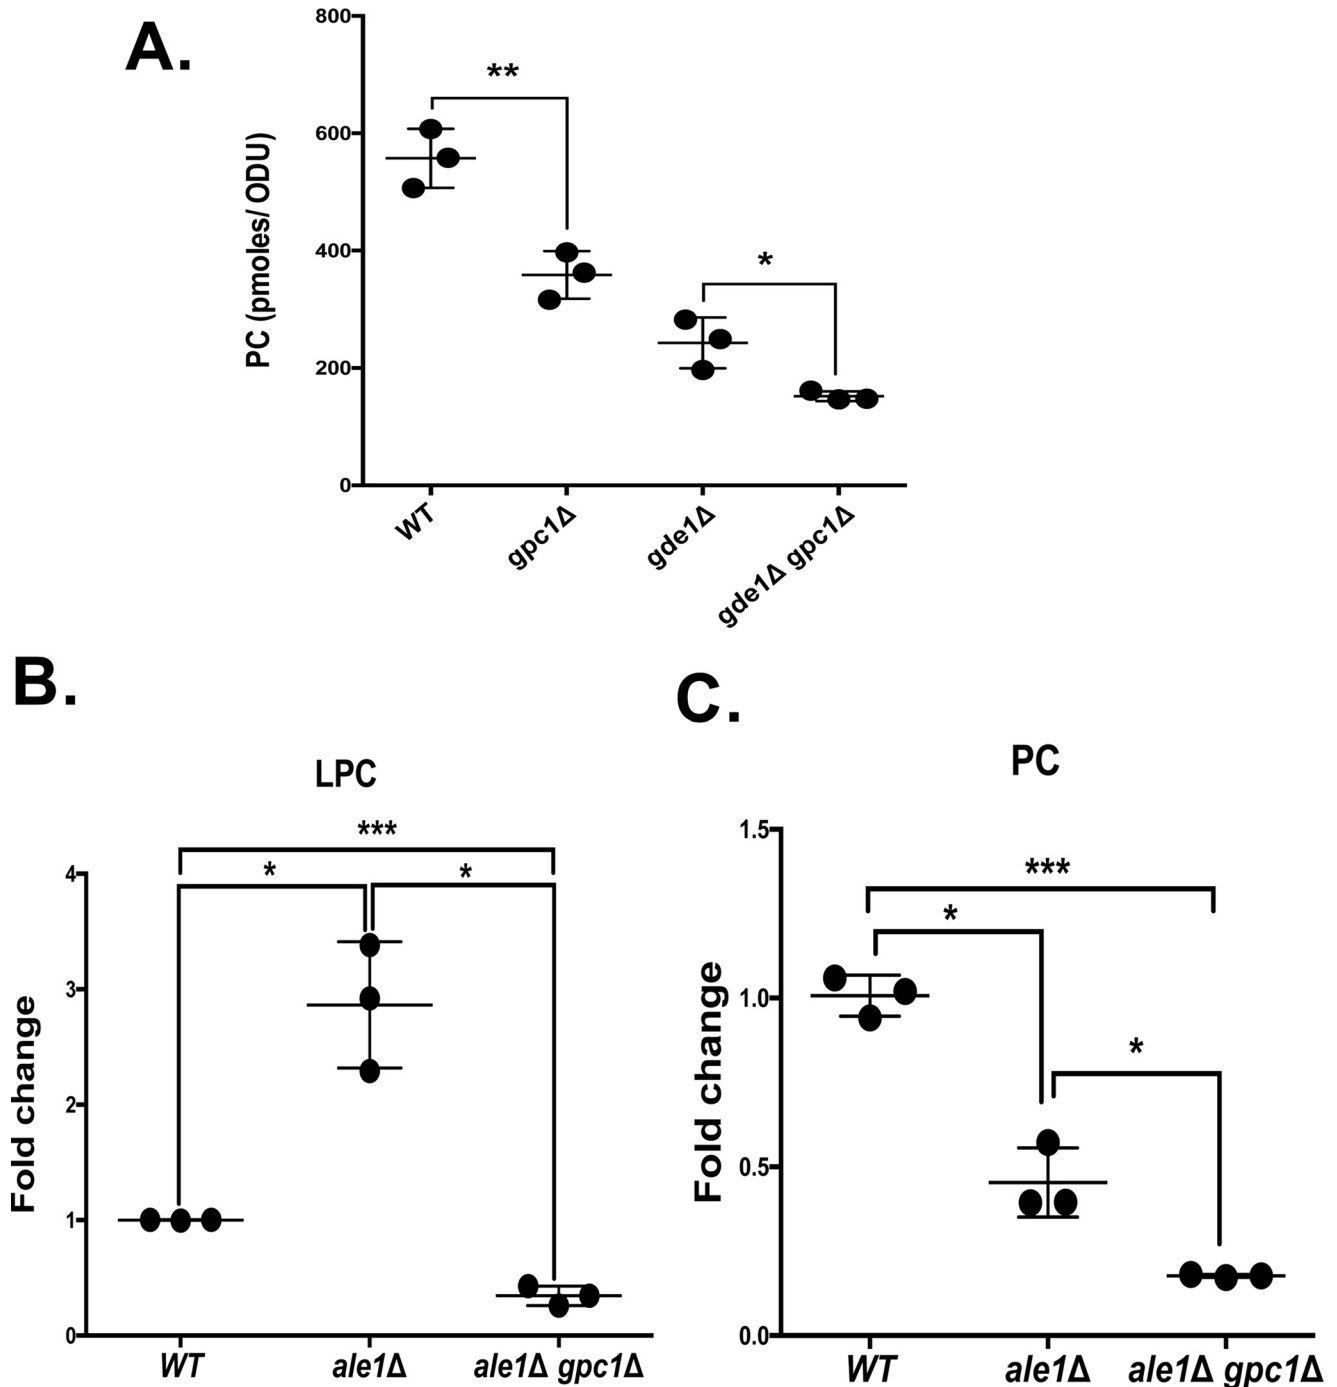 A.
800
600
400
200
0
PC (pmoles/ ODU)
**
*
WT
gpc1Δ
gde1Δ
gde1Δ gpc1Δ
B.
LPC
***
*
*
4
3
2
1
0
Fold change
WT
ale1Δ
ale1Δ gpc1Δ
C.
PC
***
*
*
1.5
1.0
0.5
0.0
Fold change
WT
ale1Δ
ale1Δ gpc1Δ